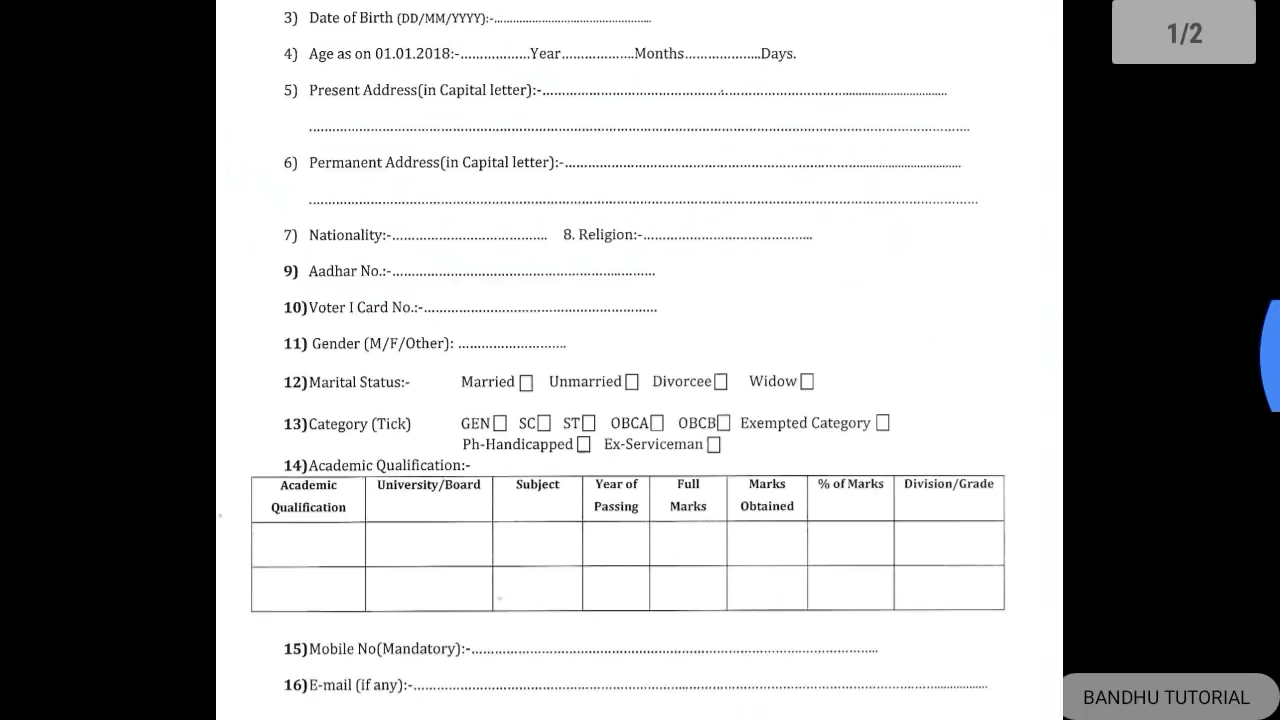 3) Date of Birth (DD/MM/YYYY):-................................................
4) Age as on 01.01.2018:-..................Year...................Months....................Days.
5) Present Address(in Capital letter):-................................................................................
................................................................................
6) Permanent Address(in Capital letter):-................................................................................
................................................................................
7) Nationality:-........................................ 8. Religion:-............................................
9) Aadhar No.:-....................................................................
10)Voter I Card No.:-............................................................
11) Gender (M/F/Other): ............................
12)Marital Status:- Married □ Unmarried □ Divorcee □ Widow □
13)Category (Tick) GEN □ SC □ ST □ OBCA □ OBCB □ Exempted Category □
Ph-Handicapped □ Ex-Serviceman □
14)Academic Qualification:-
Academic University/Board Subject Year of Full Marks % of Marks Division/Grade
Qualification Passing Marks Obtained
15)Mobile No(Mandatory):-................................................................................
16)E-mail (if any):-................................................................................
1/2
BANDHU TUTORIAL